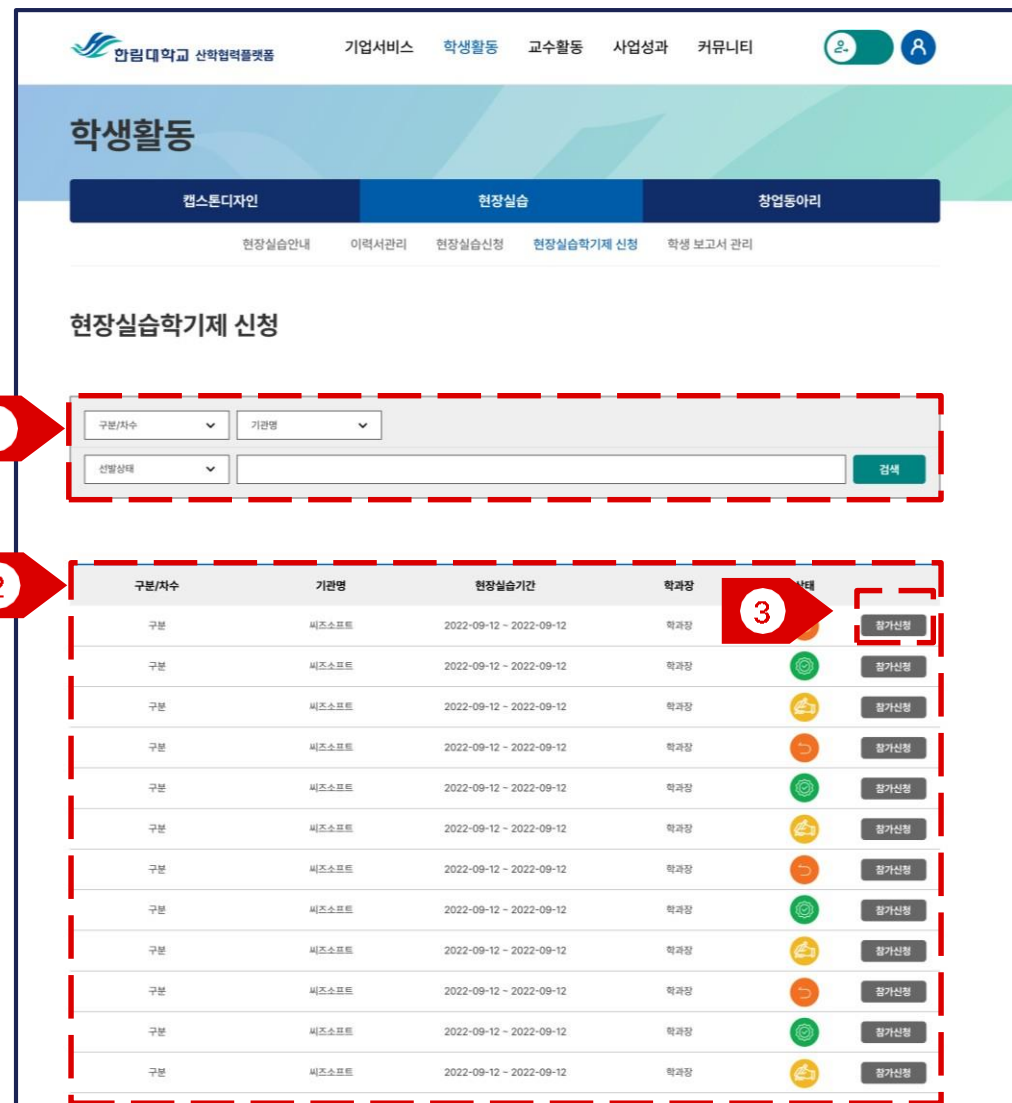 한림대학교 산학협력플랫폼
기업서비스 학생활동 교수활동 사업성과 커뮤니티
학생활동
캡스톤디자인 현장실습 창업동아리
현장실습안내 이력서관리 현장실습신청 현장실습학기제 신청 학생 보고서 관리
현장실습학기제 신청
구분/차수 기관명
선발상태 검색
2
구분/차수 기관명 현장실습기간 학과장
3
구분 씨즈소프트 2022-09-12 ~ 2022-09-12 학과장 참가신청
구분 씨즈소프트 2022-09-12 ~ 2022-09-12 학과장 참가신청
구분 씨즈소프트 2022-09-12 ~ 2022-09-12 학과장 참가신청
구분 씨즈소프트 2022-09-12 ~ 2022-09-12 학과장 참가신청
구분 씨즈소프트 2022-09-12 ~ 2022-09-12 학과장 참가신청
구분 씨즈소프트 2022-09-12 ~ 2022-09-12 학과장 참가신청
구분 씨즈소프트 2022-09-12 ~ 2022-09-12 학과장 참가신청
구분 씨즈소프트 2022-09-12 ~ 2022-09-12 학과장 참가신청
구분 씨즈소프트 2022-09-12 ~ 2022-09-12 학과장 참가신청
구분 씨즈소프트 2022-09-12 ~ 2022-09-12 학과장 참가신청
구분 씨즈소프트 2022-09-12 ~ 2022-09-12 학과장 참가신청
구분 씨즈소프트 2022-09-12 ~ 2022-09-12 학과장 참가신청